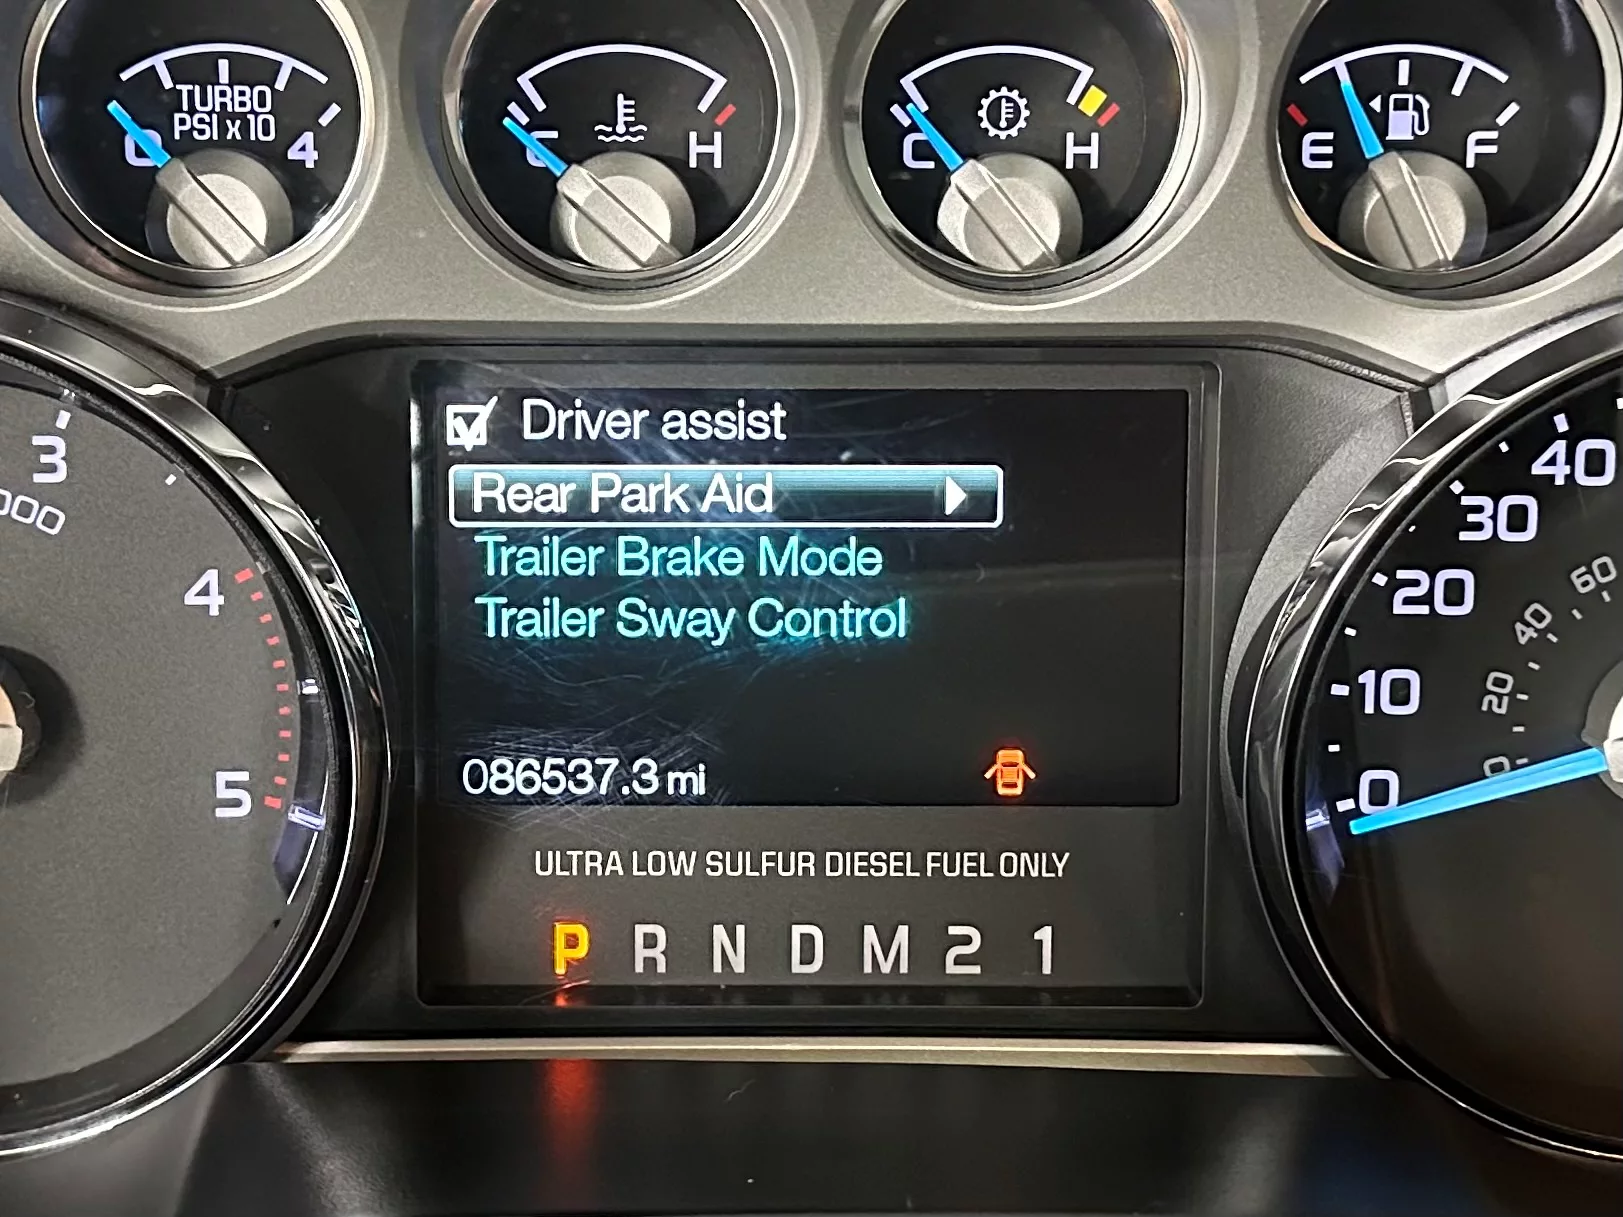 TURBO
PSI x 10
0 4
C H
C H
E F
Driver assist
Rear Park Aid
Trailer Brake Mode
Trailer Sway Control
086537.3 mi
ULTRA LOW SULFUR DIESEL FUEL ONLY
P R N D M 2 1
3
000
4
5
40
30
20
10
0
60
40
20
0